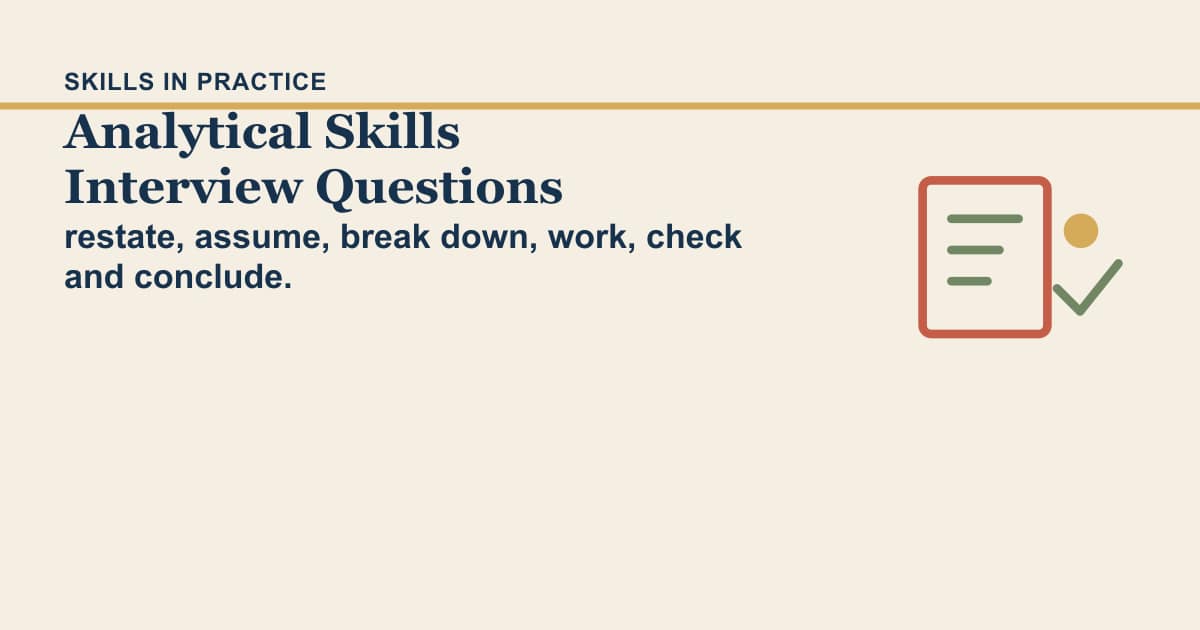 SKILLS IN PRACTICE
Analytical Skills
Interview Questions
restate, assume, break down, work, check
and conclude.